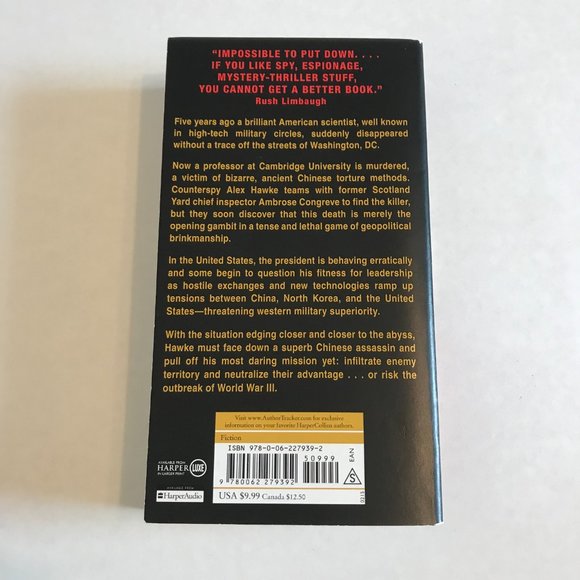 “IMPOSSIBLE TO PUT DOWN. . . .
IF YOU LIKE SPY, ESPIONAGE,
MYSTERY-THRILLER STUFF,
YOU CANNOT GET A BETTER BOOK.”
Rush Limbaugh
Five years ago a brilliant American scientist, well known
in high-tech military circles, suddenly disappeared
without a trace off the streets of Washington, DC.
Now a professor at Cambridge University is murdered,
a victim of bizarre, ancient Chinese torture methods.
Counterspy Alex Hawke teams with former Scotland
Yard chief inspector Ambrose Congreve to find the killer,
but they soon discover that this death is merely the
opening gambit in a tense and lethal game of geopolitical
brinkmanship.
In the United States, the president is behaving erratically
and some begin to question his fitness for leadership
as hostile exchanges and new technologies ramp up
tensions between China, North Korea, and the United
States—threatening western military superiority.
With the situation edging closer and closer to the abyss,
Hawke must face down a superb Chinese assassin and
pull off his most daring mission yet: infiltrate enemy
territory and neutralize their advantage . . . or risk the
outbreak of World War III.
Visit www.AuthorTracker.com for exclusive
information on your favorite HarperCollins authors.
Fiction
ISBN 978-0-06-227939-2
50999
9 780062 279392
EAN
S
0215
USA $9.99 Canada $12.50
AVAILABLE FROM
HARPER LUXE
IN LARGER PRINT
AVAILABLE FROM
HarperAudio